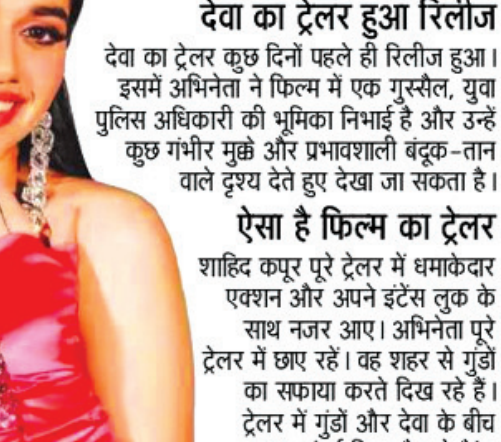 देवा का ट्रेलर हुआ रिलीज
देवा का ट्रेलर कुछ दिनों पहले ही रिलीज हुआ।
इसमें अभिनेता ने फिल्म में एक गुस्सैल, युवा
पुलिस अधिकारी की भूमिका निभाई है और उन्हे
कुछ गंभीर मुक्के और प्रभावशाली बंदूक-तान
वाले दृश्य देते हुए देखा जा सकता है।
ऐसा है फिल्म का ट्रेलर
शाहिद कपूर पूरे ट्रेलर में धमाकेदार
एक्शन और अपने इंटेंस लुक के
साथ नजर आए। अभिनेता पूरे
ट्रेलर में छाए रहें। वह शहर से गुंडों
का सफाया करते दिख रहे हैं।
ट्रेलर में गुंडों और देवा के बीच